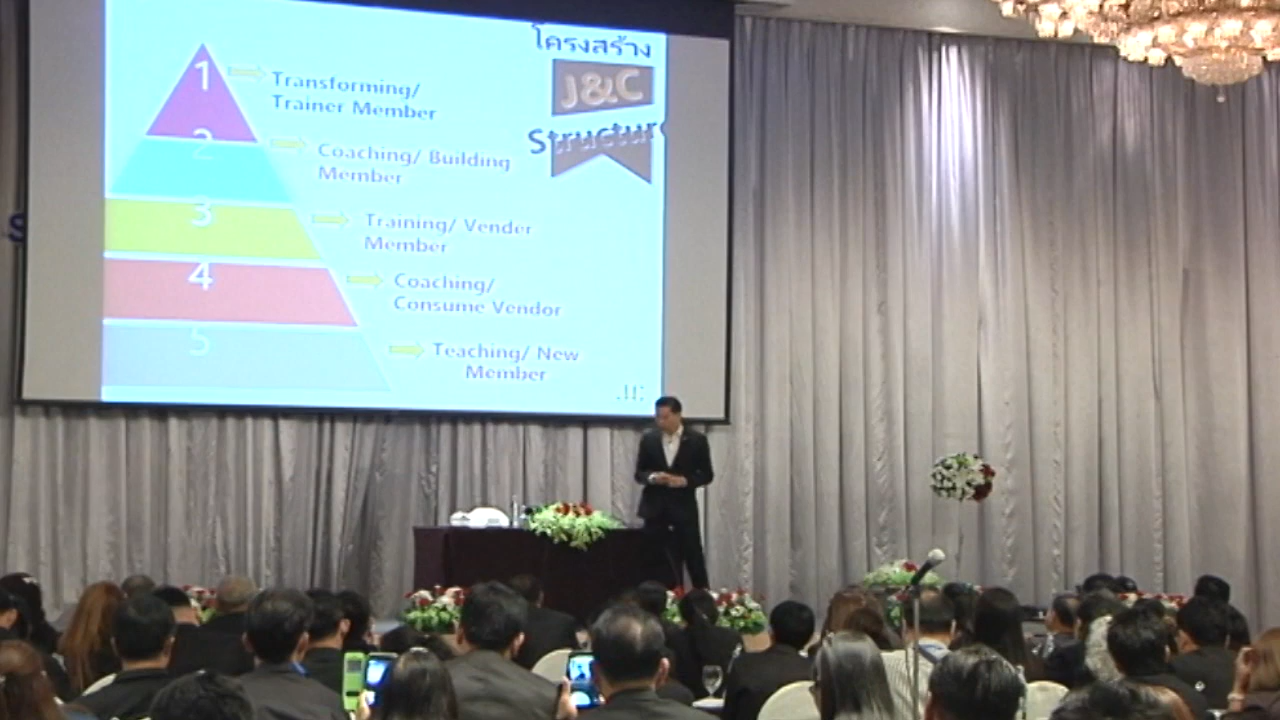 โครงสร้าง
J&C
Structure
1
Transforming/
Trainer Member
2
Coaching/ Building
Member
3
Training/ Vender
Member
4
Coaching/
Consume Vendor
5
Teaching/ New
Member
S